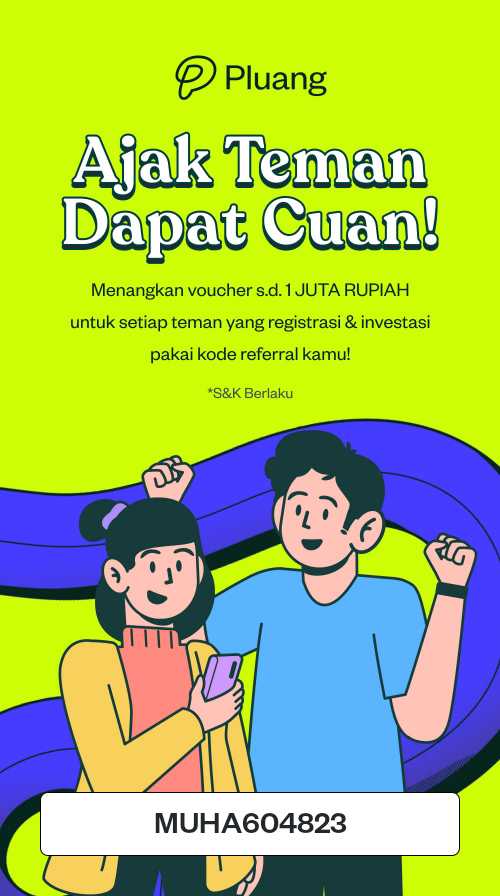 Pluang
Ajak Teman
Dapat Cuan!
Menangkan voucher s.d. 1 JUTA RUPIAH
untuk setiap teman yang registrasi & investasi
pakai kode referral kamu!
*S&K Berlaku
MUHA604823